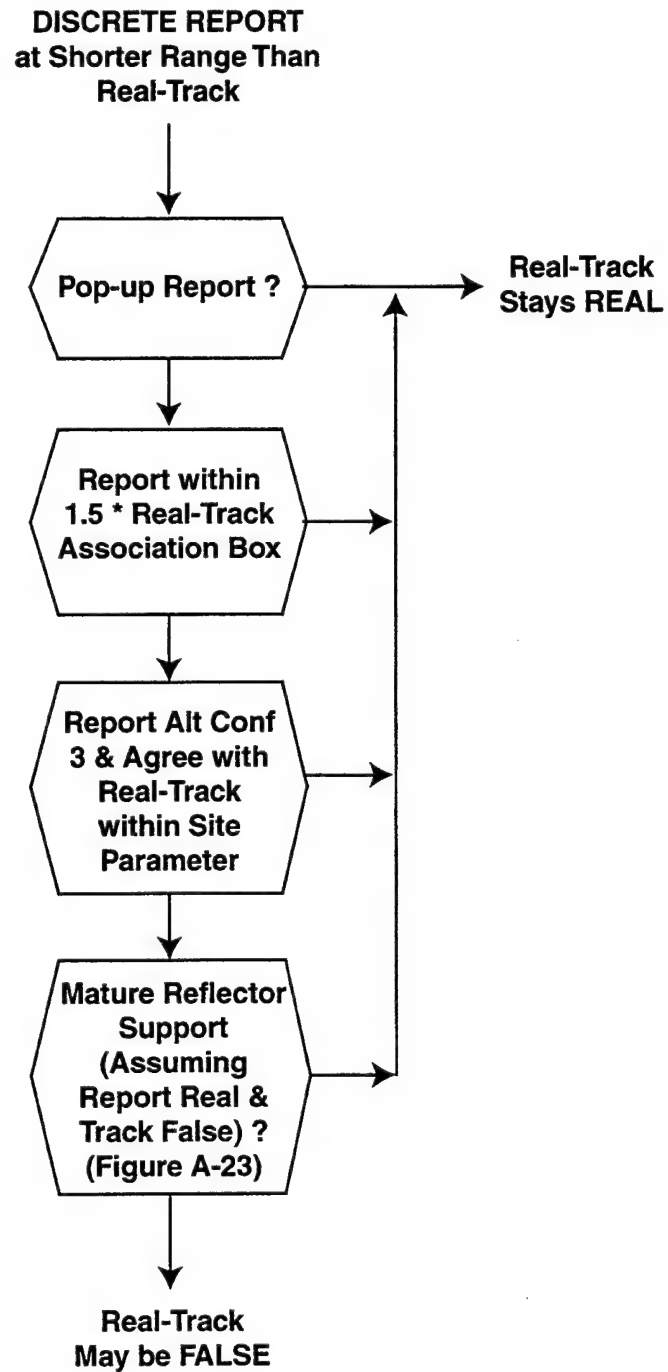 DISCRETE REPORT
at Shorter Range Than
Real-Track
Pop-up Report ?
Real-Track
Stays REAL
Report within
1.5 * Real-Track
Association Box
Report Alt Conf
3 & Agree with
Real-Track
within Site
Parameter
Mature Reflector
Support
(Assuming
Report Real &
Track False) ?
(Figure A-23)
Real-Track
May be FALSE